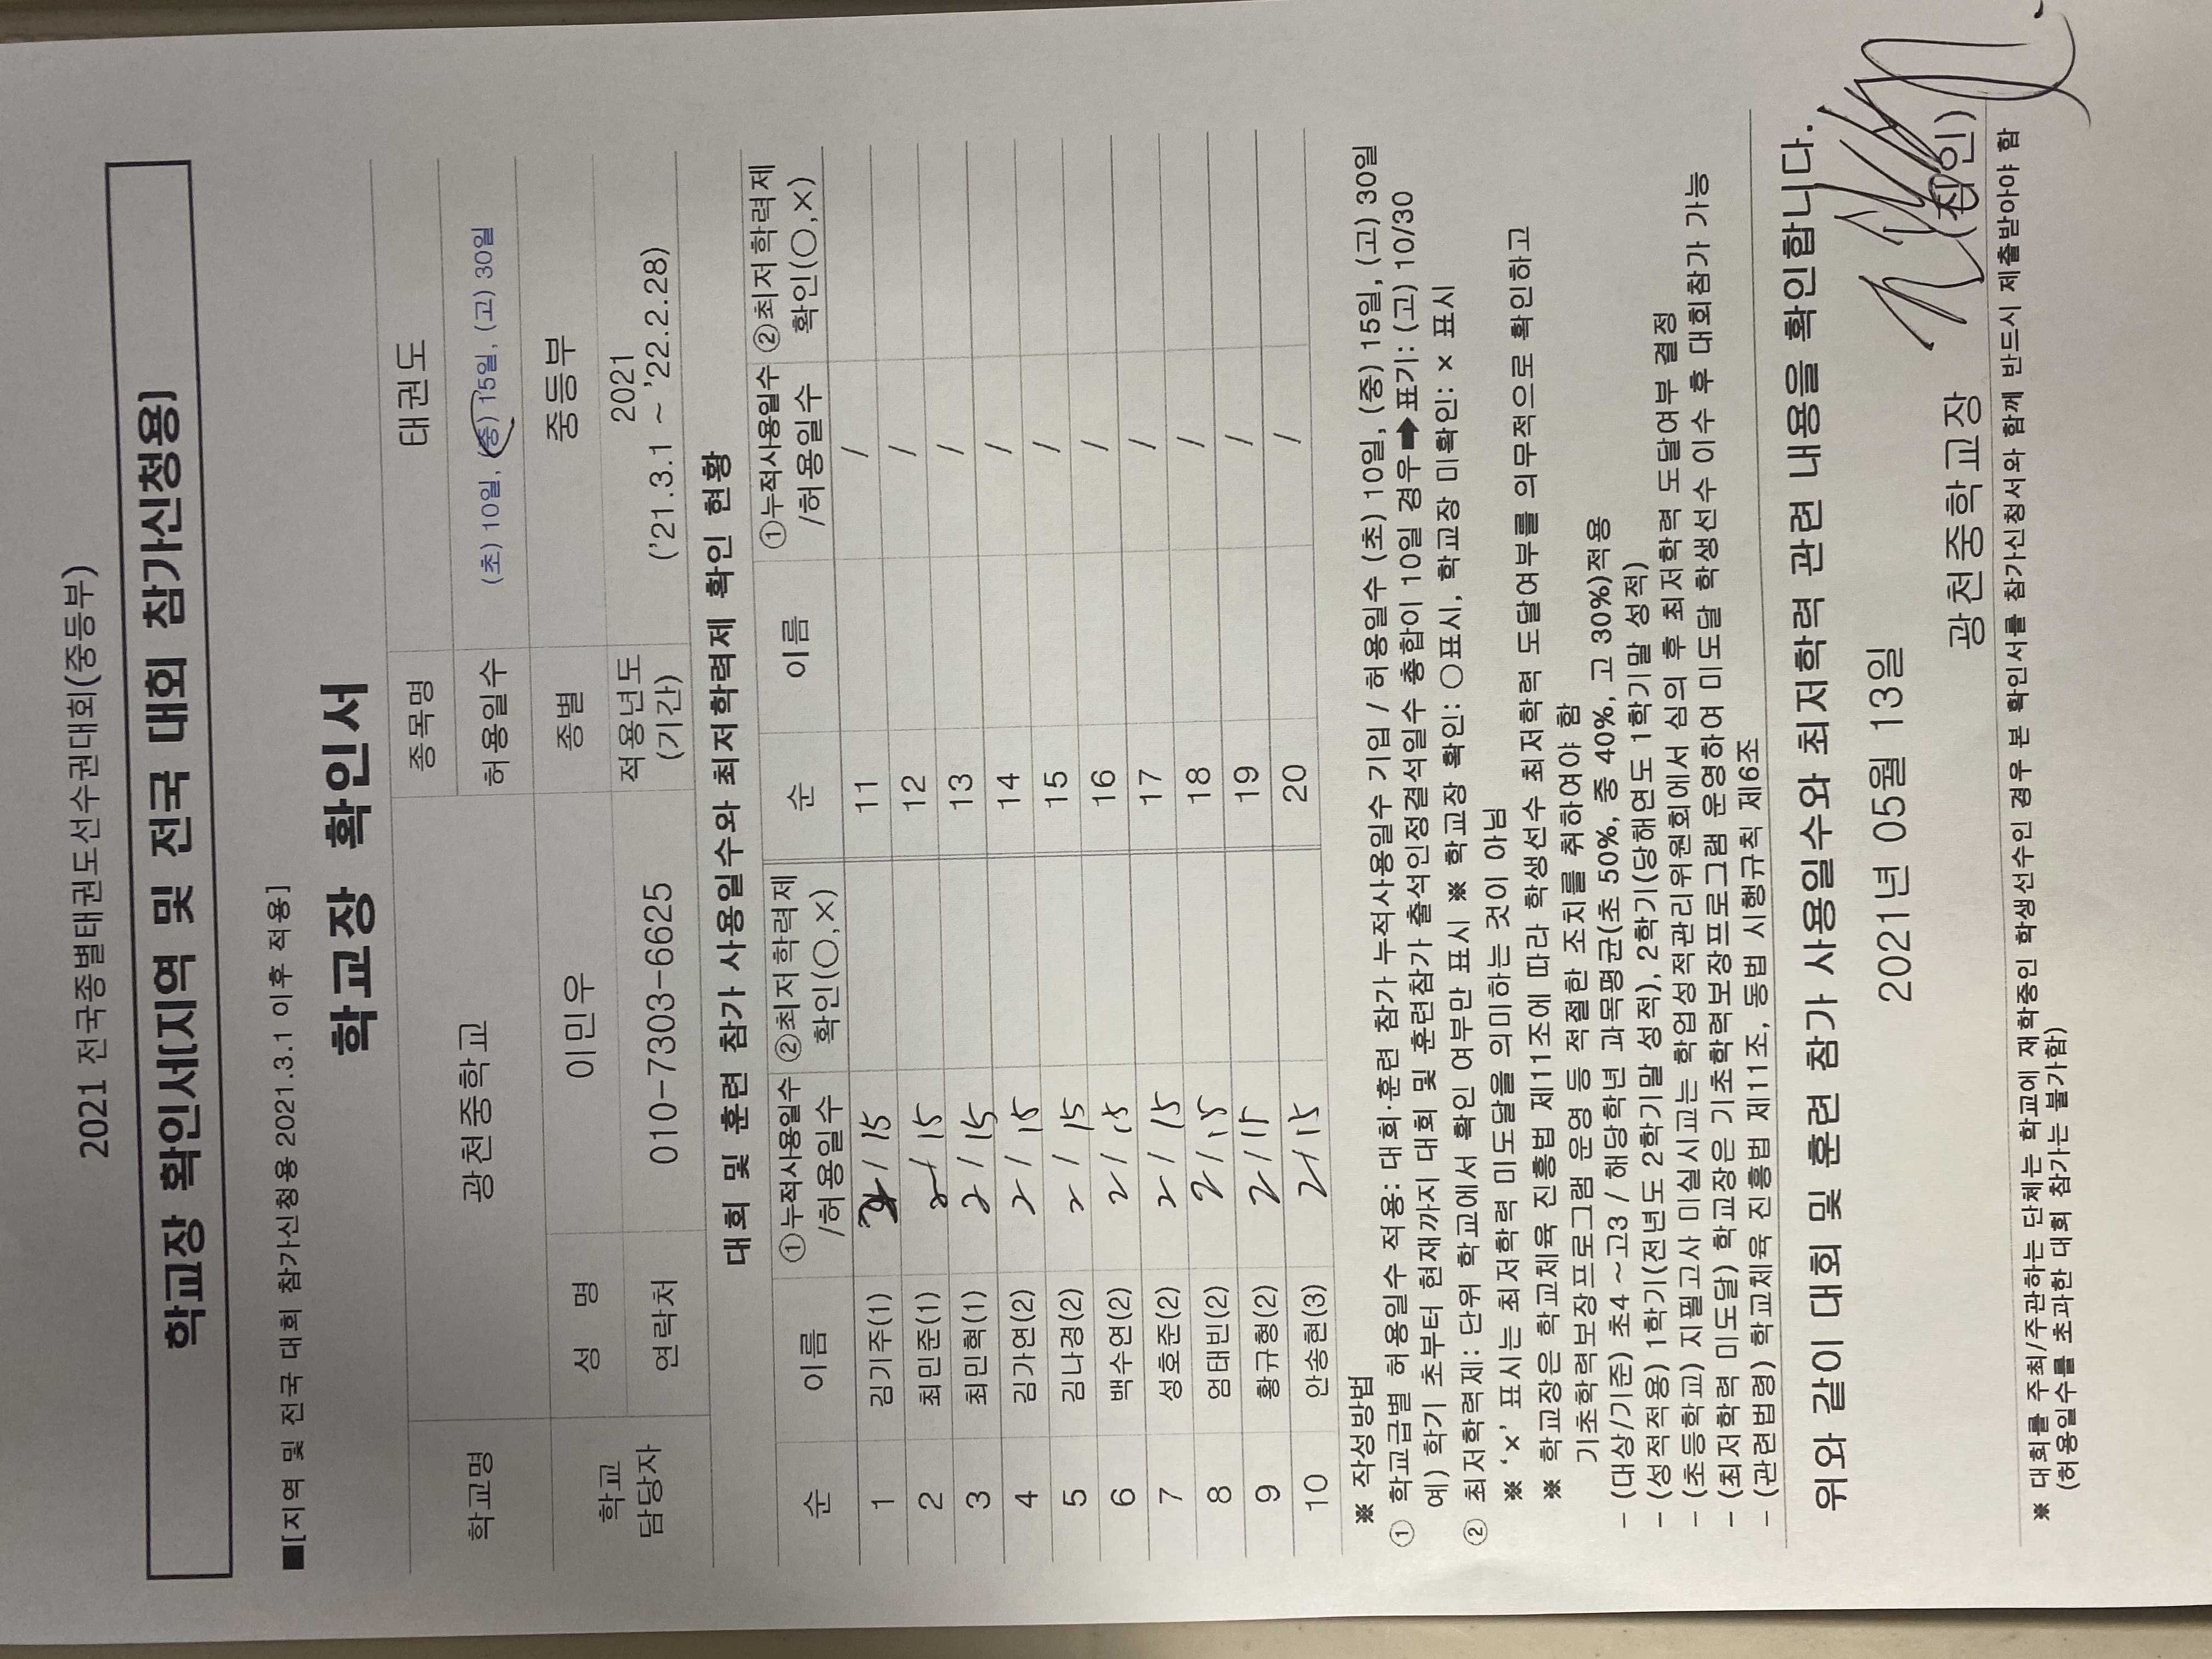 2021 전국종별태권도선수권대회(중등부)
학교장 확인서[지역 및 전국 대회 참가신청용]
■[지역 및 전국 대회 참가신청용 2021.3.1 이후 적용]
학교장 확인서
학교명 광천중학교 종목명 태권도
허용일수 (초) 10일, (중) 15일, (고) 30일
학교 담당자 성 명 이민우 종별 중등부
연락처 010-7303-6625 적용년도 (기간) 2021 ('21.3.1 ~ '22.2.28)
대회 및 훈련 참가 사용일수와 최저학력제 확인 현황
순 이름 ①누적사용일수 /허용일수 ②최저학력제 확인(○,×) 순 이름 ①누적사용일수 /허용일수 ②최저학력제 확인(○,×)
1 김기주(1) 2/15 11 /
2 최민준(1) 2/15 12 /
3 최민혁(1) 2/15 13 /
4 김가연(2) 2/15 14 /
5 김나경(2) 2/15 15 /
6 백수연(2) 2/15 16 /
7 성호준(2) 2/15 17 /
8 엄태빈(2) 2/15 18 /
9 황규형(2) 2/15 19 /
10 안송현(3) 2/15 20 /
※ 작성방법
① 학교급별 허용일수 적용: 대회·훈련 참가 누적사용일수 기입 / 허용일수 (초) 10일, (중) 15일, (고) 30일
예) 학기 초부터 현재까지 대회 및 훈련참가 출석인정결석일수 총합이 10일 경우➡표기: (고) 10/30
② 최저학력제: 단위 학교에서 확인 여부만 표시 ※ 학교장 확인: ○표시, 학교장 미확인: × 표시
※ '×' 표시는 최저학력 미도달을 의미하는 것이 아님
※ 학교장은 학교체육 진흥법 제11조에 따라 학생선수 최저학력 도달여부를 의무적으로 확인하고
기초학력보장프로그램 운영 등 적절한 조치를 취하여야 함
- (대상/기준) 초4 ~고3 / 해당학년 과목평균(초 50%, 중 40%, 고 30%)적용
- (성적적용) 1학기(전년도 2학기말 성적), 2학기(당해연도 1학기말 성적)
- (초등학교) 지필고사 미실시교는 학업성적관리위원회에서 심의 후 최저학력 도달여부 결정
- (최저학력 미도달) 학교장은 기초학력보장프로그램 운영하여 미도달 학생선수 이수 후 대회참가 가능
- (관련법령) 학교체육 진흥법 제11조, 동법 시행규칙 제6조
위와 같이 대회 및 훈련 참가 사용일수와 최저학력 관련 내용을 확인합니다.
2021년 05월 13일
광천중학교장 (직인)
※ 대회를 주최/주관하는 단체는 학교에 재학중인 학생선수인 경우 본 확인서를 참가신청서와 함께 반드시 제출받아야 함
(허용일수를 초과한 대회 참가는 불가함)